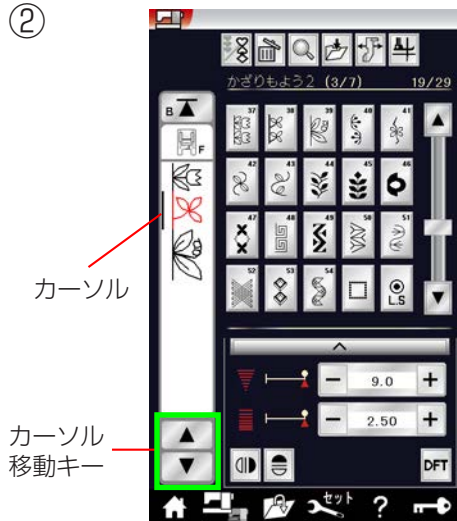 ②
かざりもよう2 (3/7) 19/29
B
F
37 38 39 40 41
42 43 44 45 46
47 48 49 50 51
52 53 54 L.S
カーソル
− 9.0 +
− 2.50 +
カーソル
移動キー
DFT
セット ?